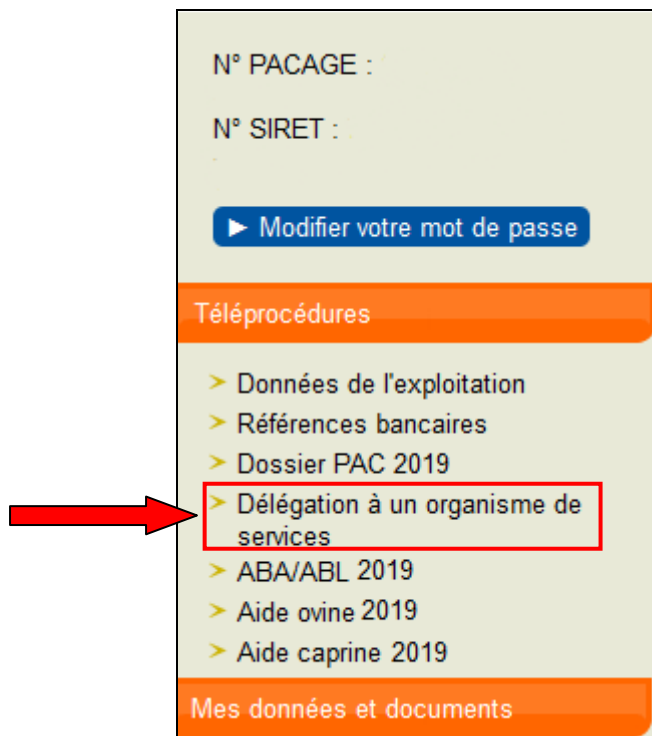 N° PACAGE :
N° SIRET :
► Modifier votre mot de passe
Téléprocédures
➢ Données de l'exploitation
➢ Références bancaires
➢ Dossier PAC 2019
➢ Délégation à un organisme de
services
➢ ABA/ABL 2019
➢ Aide ovine 2019
➢ Aide caprine 2019
Mes données et documents